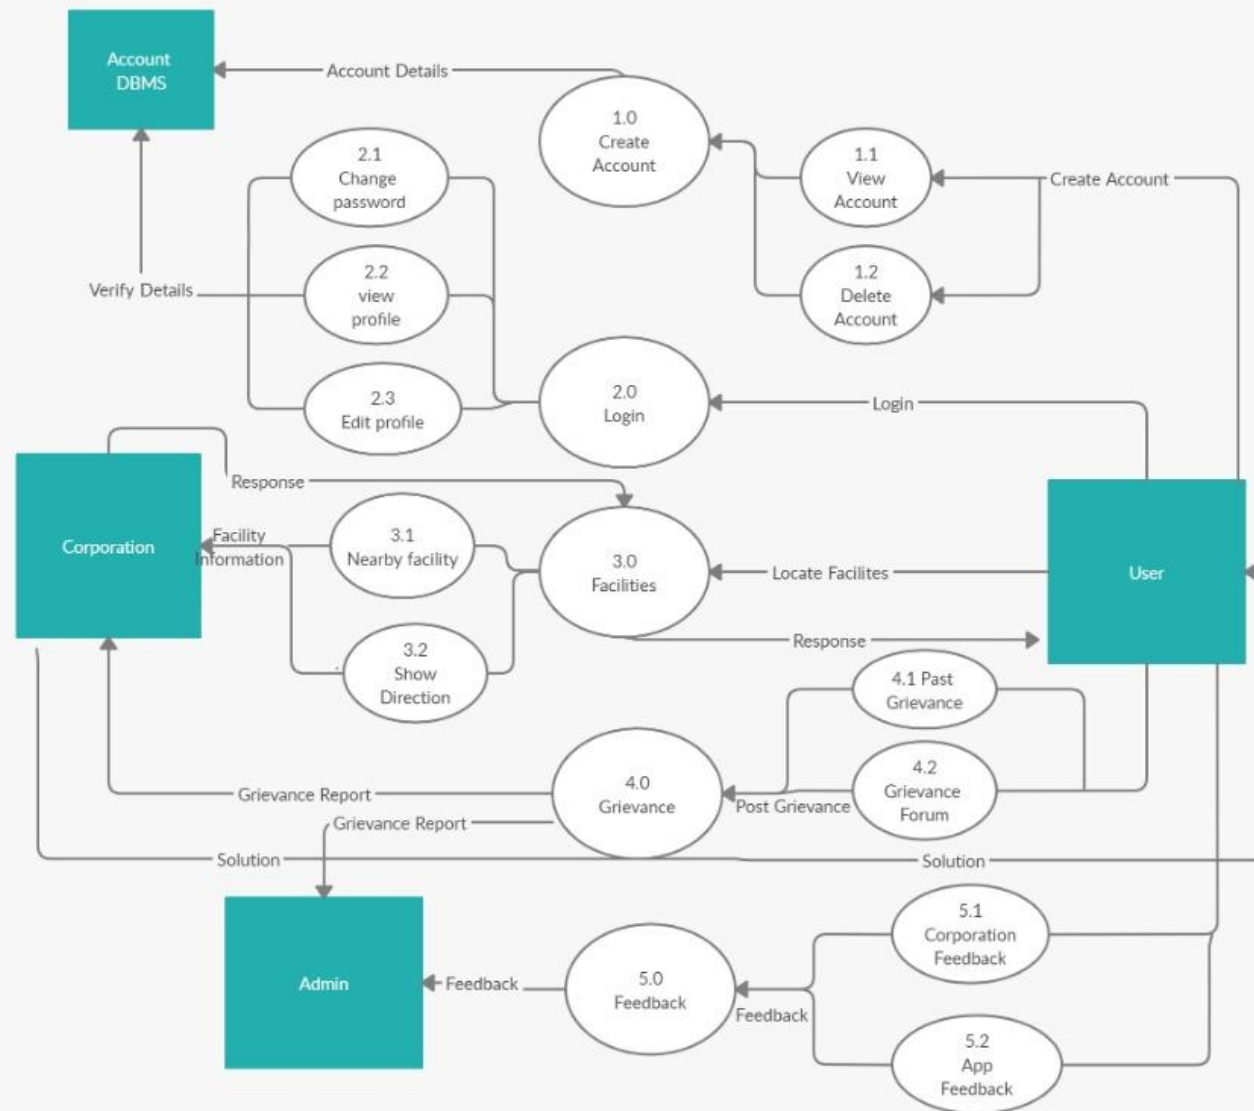 Account
DBMS
Account Details
1.0
Create
Account
2.1
Change
password
1.1
View
Account
Create Account
2.2
view
profile
Verify Details
1.2
Delete
Account
2.3
Edit profile
2.0
Login
Login
Response
Corporation
Facility
Information
3.1
Nearby facility
3.0
Facilities
Locate Facilites
User
Response
3.2
Show
Direction
4.1 Past
Grievance
4.0
Grievance
4.2
Grievance
Forum
Post Grievance
Grievance Report
Grievance Report
Solution
Solution
5.1
Corporation
Feedback
Admin
Feedback
5.0
Feedback
Feedback
5.2
App
Feedback